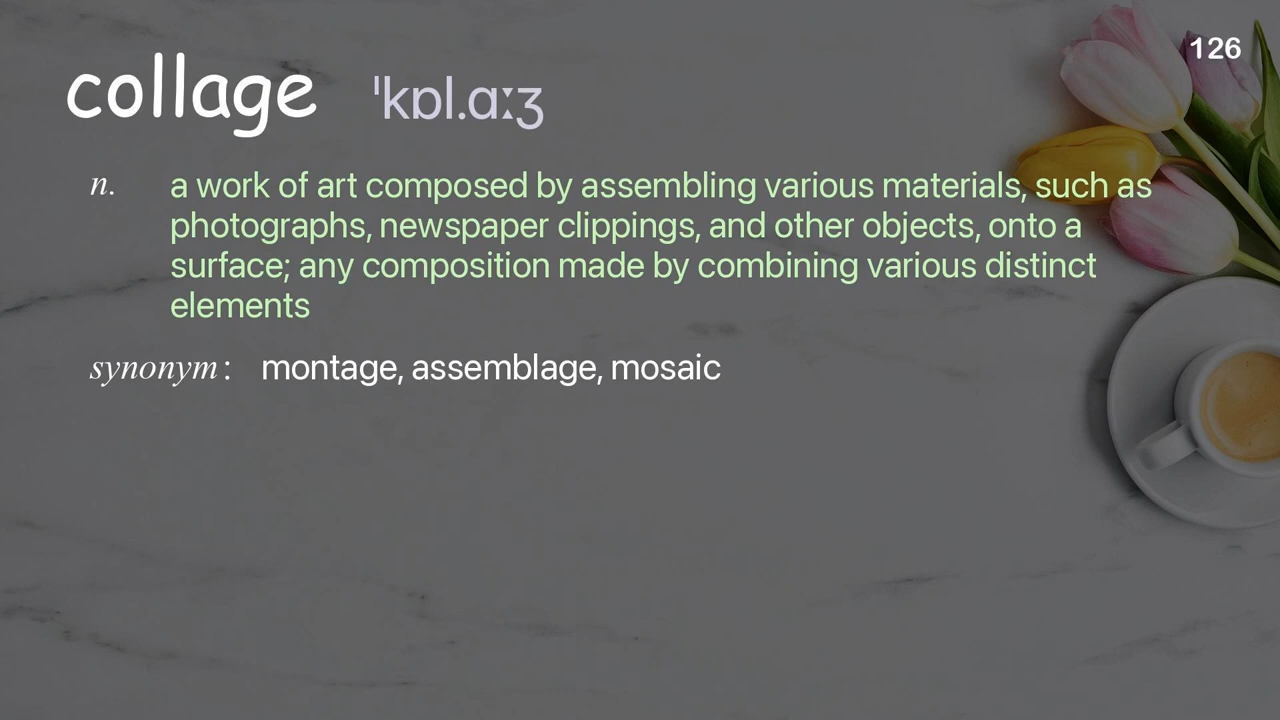 126
collage ˈkɒl.ɑːʒ
n. a work of art composed by assembling various materials, such as
photographs, newspaper clippings, and other objects, onto a
surface; any composition made by combining various distinct
elements
synonym: montage, assemblage, mosaic